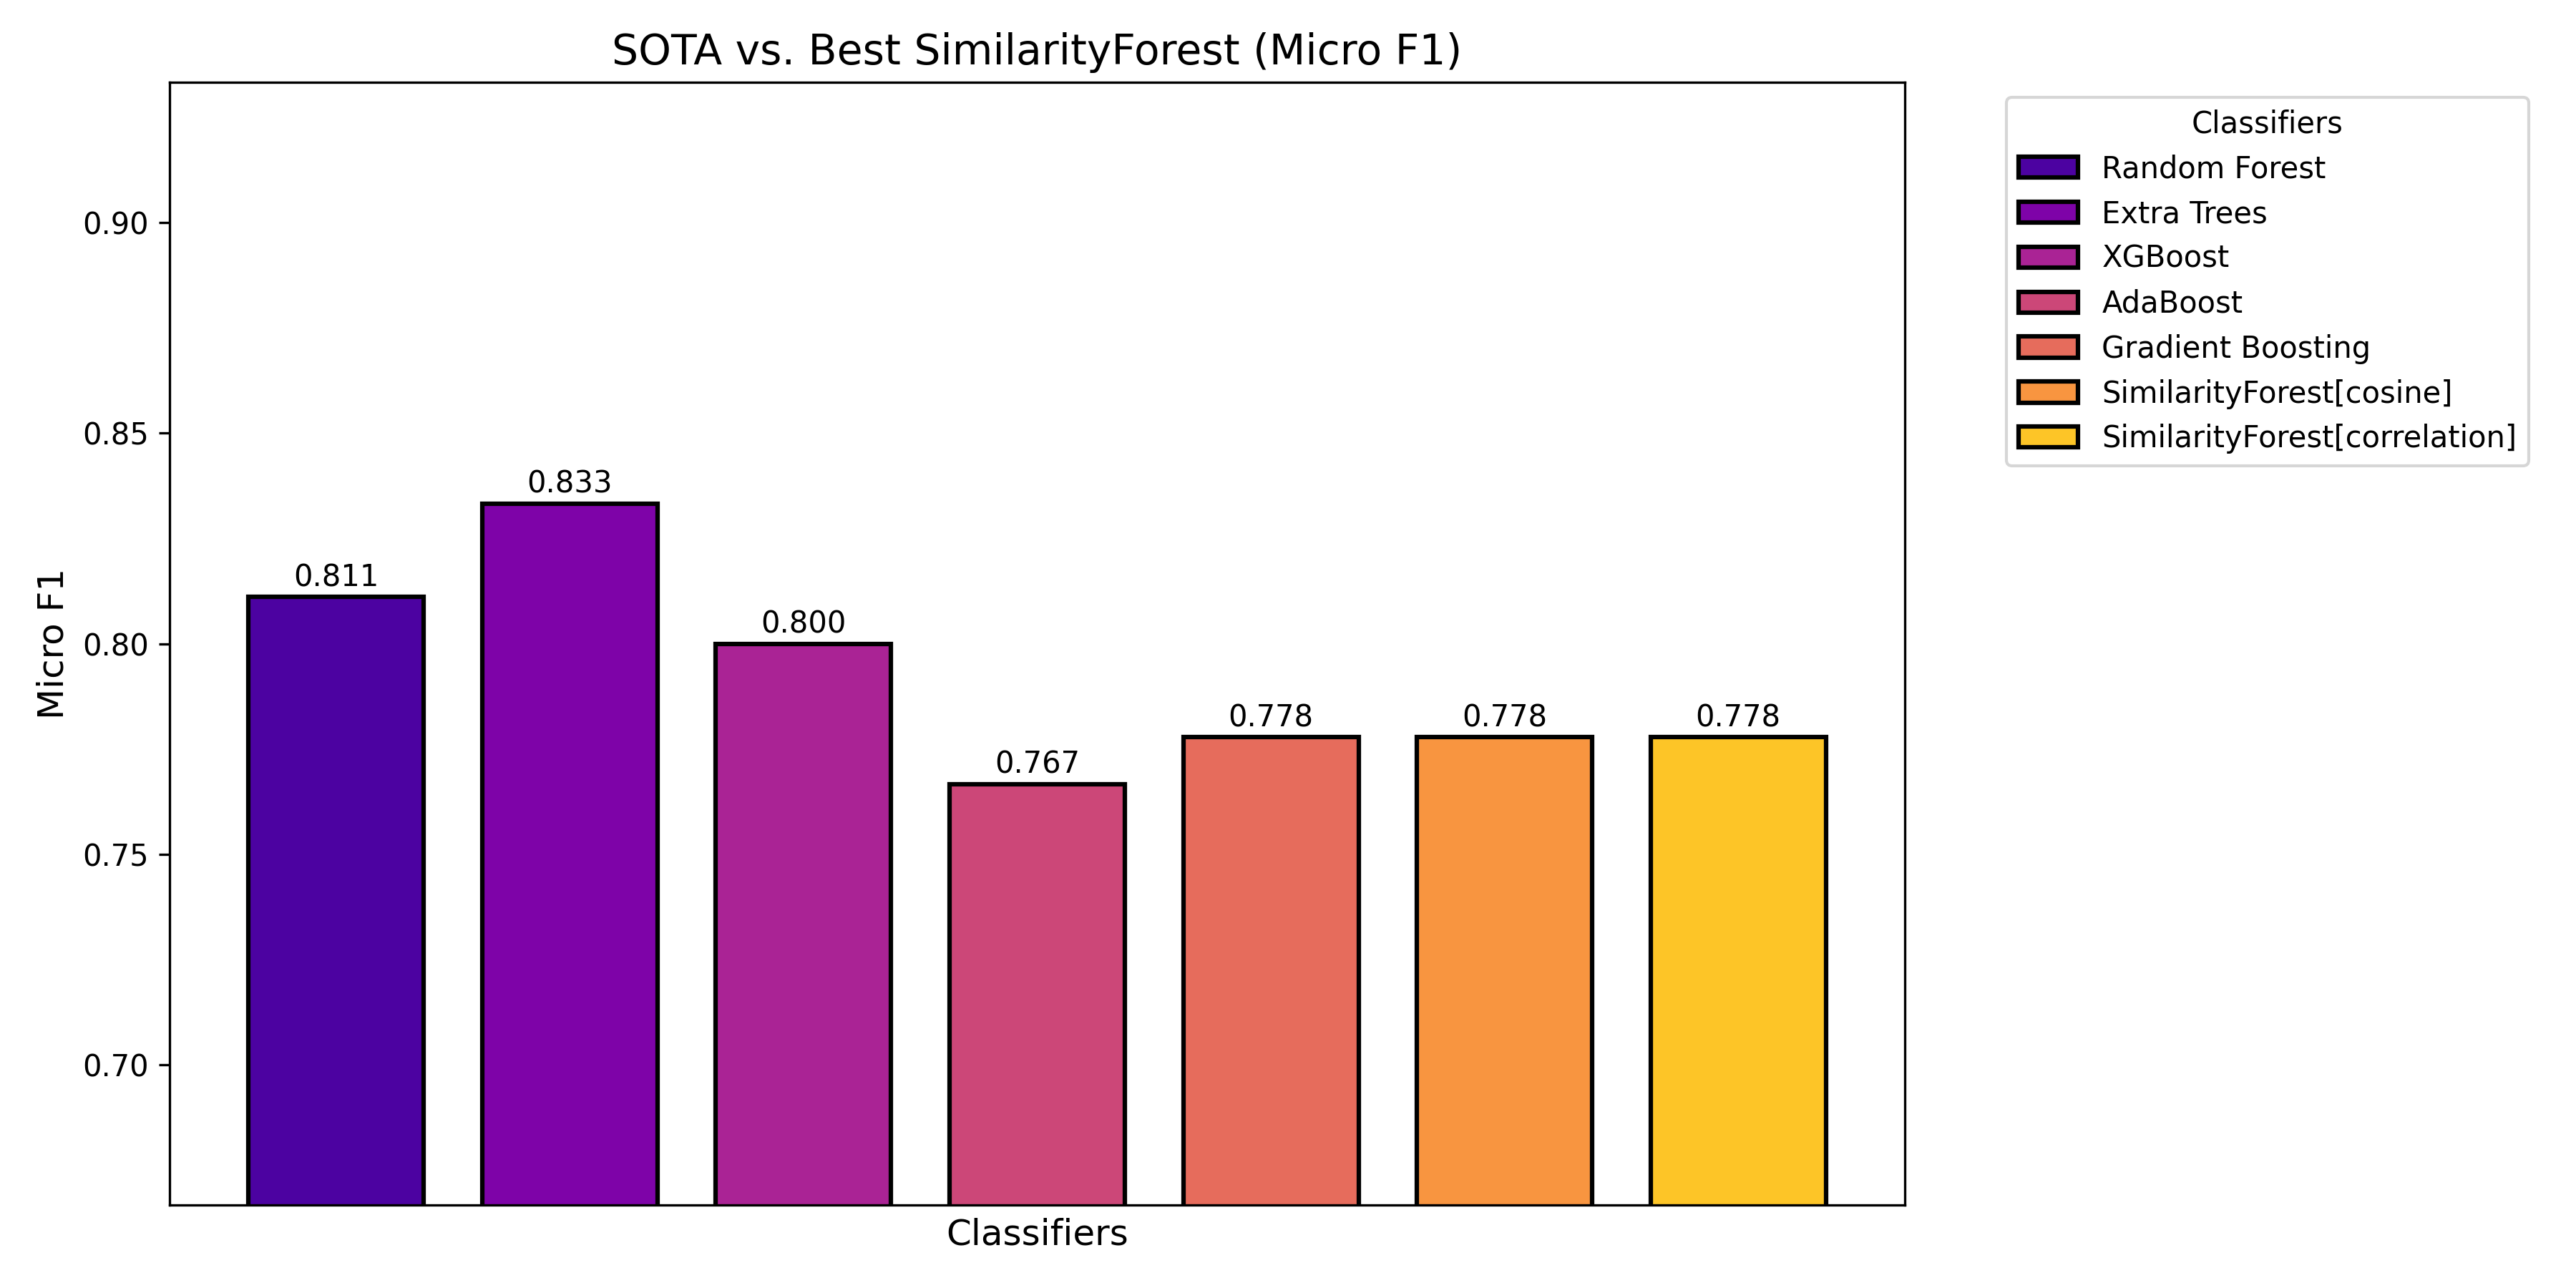 SOTA vs. Best SimilarityForest (Micro F1)
Micro F1
0.90
0.85
0.80
0.75
0.70
0.811
0.833
0.800
0.767
0.778
0.778
0.778
Classifiers
Classifiers
Random Forest
Extra Trees
XGBoost
AdaBoost
Gradient Boosting
SimilarityForest[cosine]
SimilarityForest[correlation]